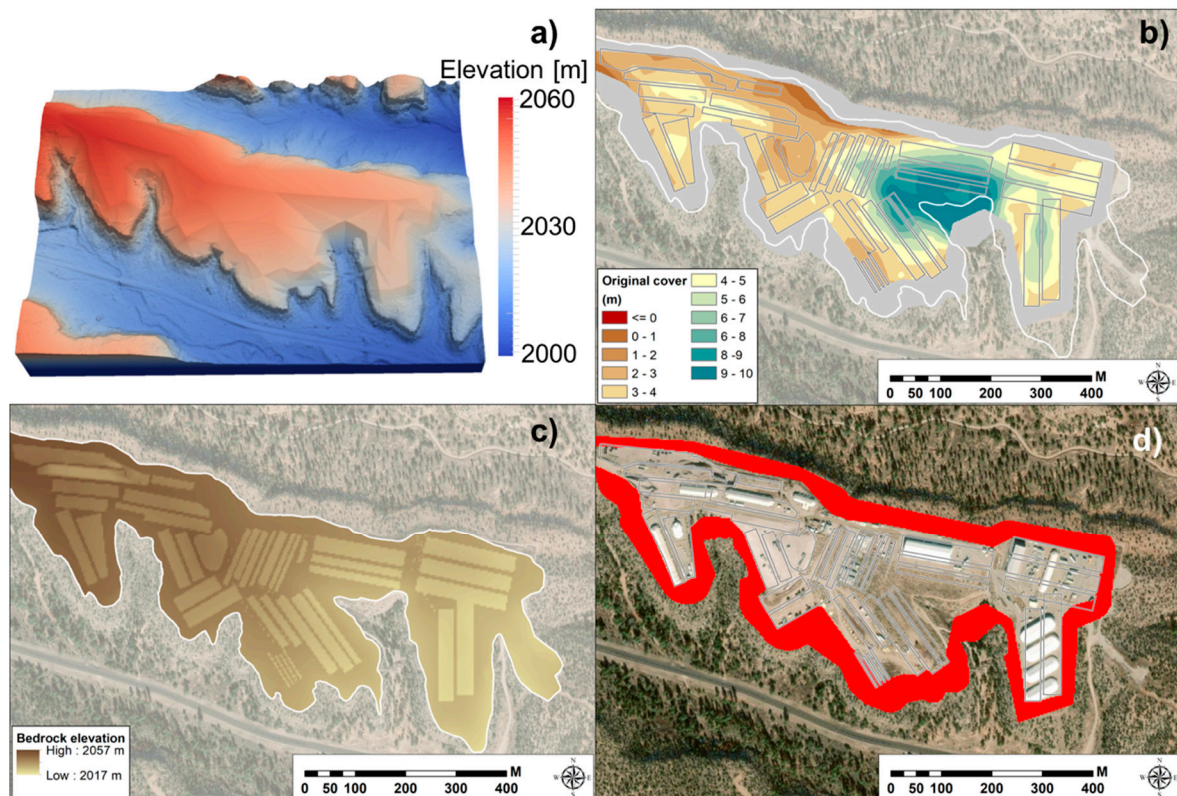 a)
Elevation [m]
2060
2030
2000
b)
Original cover
(m)
<= 0
0 - 1
1 - 2
2 - 3
3 - 4
4 - 5
5 - 6
6 - 7
6 - 8
8 -9
9 - 10
0 50 100 200 300 400 M
N
W E
S
c)
Bedrock elevation
High : 2057 m
Low : 2017 m
0 50 100 200 300 400 M
N
W E
S
d)
0 50 100 200 300 400 M
N
W E
S